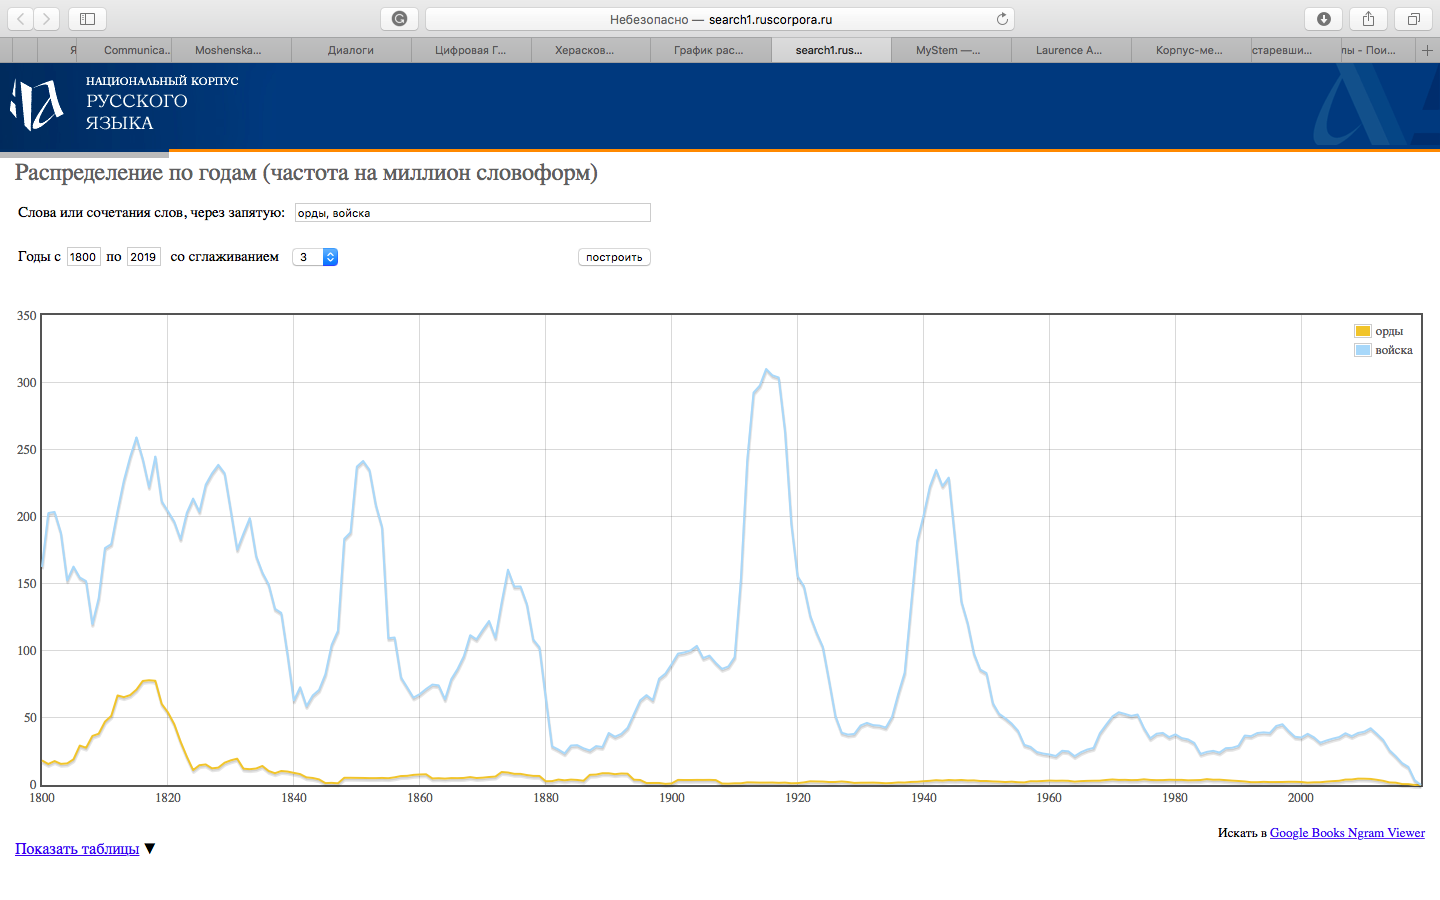 Небезопасно — search1.ruscorpora.ru
Я Communica... Moshenska... Диалоги Цифровая Г... Херасков... График рас... search1.rus... MyStem —... Laurence A... Корпус-ме... старевши... лы - Пои...
НАЦИОНАЛЬНЫЙ КОРПУС
РУССКОГО
ЯЗЫКА
Распределение по годам (частота на миллион словоформ)
Слова или сочетания слов, через запятую: орды, войска
Годы с 1800 по 2019 со сглаживанием 3 построить
350
300
250
200
150
100
50
0
орды
войска
1800 1820 1840 1860 1880 1900 1920 1940 1960 1980 2000
Искать в Google Books Ngram Viewer
Показать таблицы ▼